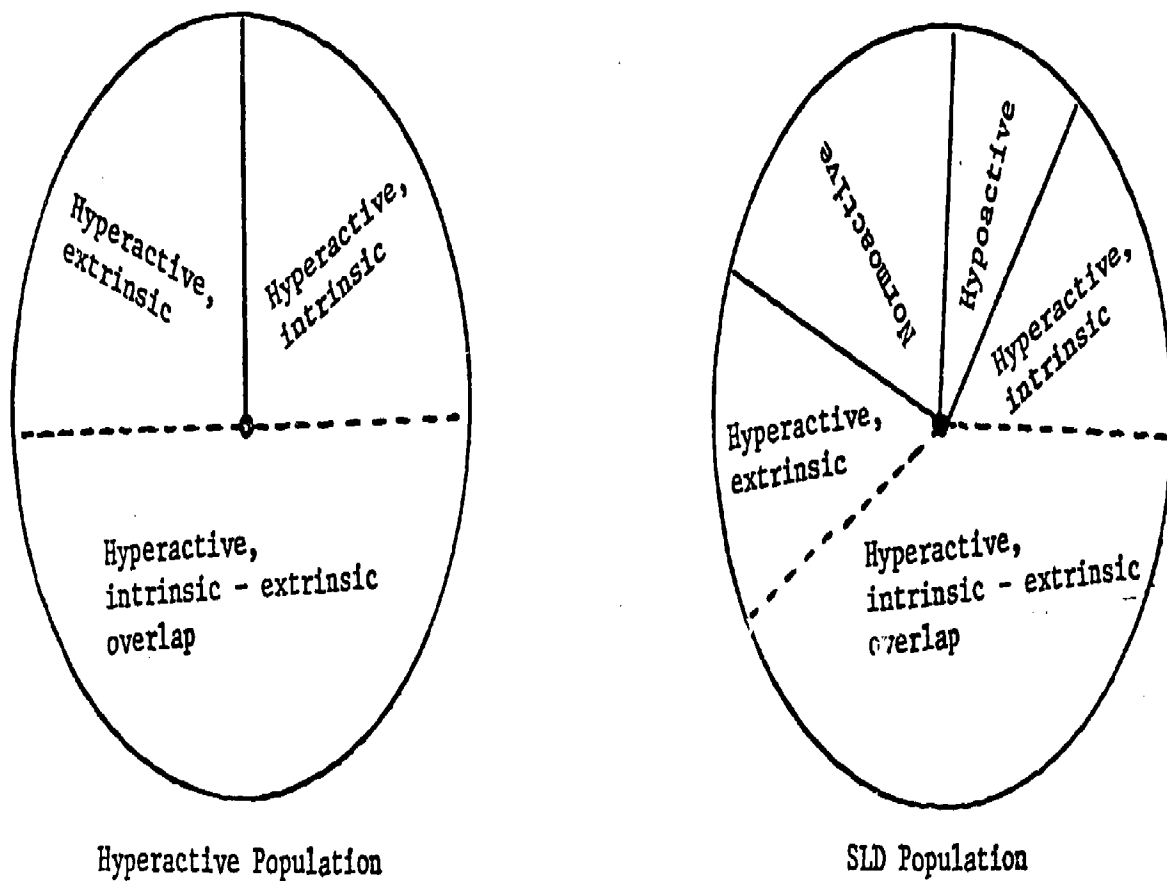 Hyperactive,
extrinsic
Hyperactive,
intrinsic
Hyperactive,
intrinsic - extrinsic
overlap
Hyperactive Population
Normoactive
Hypoactive
Hyperactive,
intrinsic
Hyperactive,
extrinsic
Hyperactive,
intrinsic - extrinsic
overlap
SLD Population